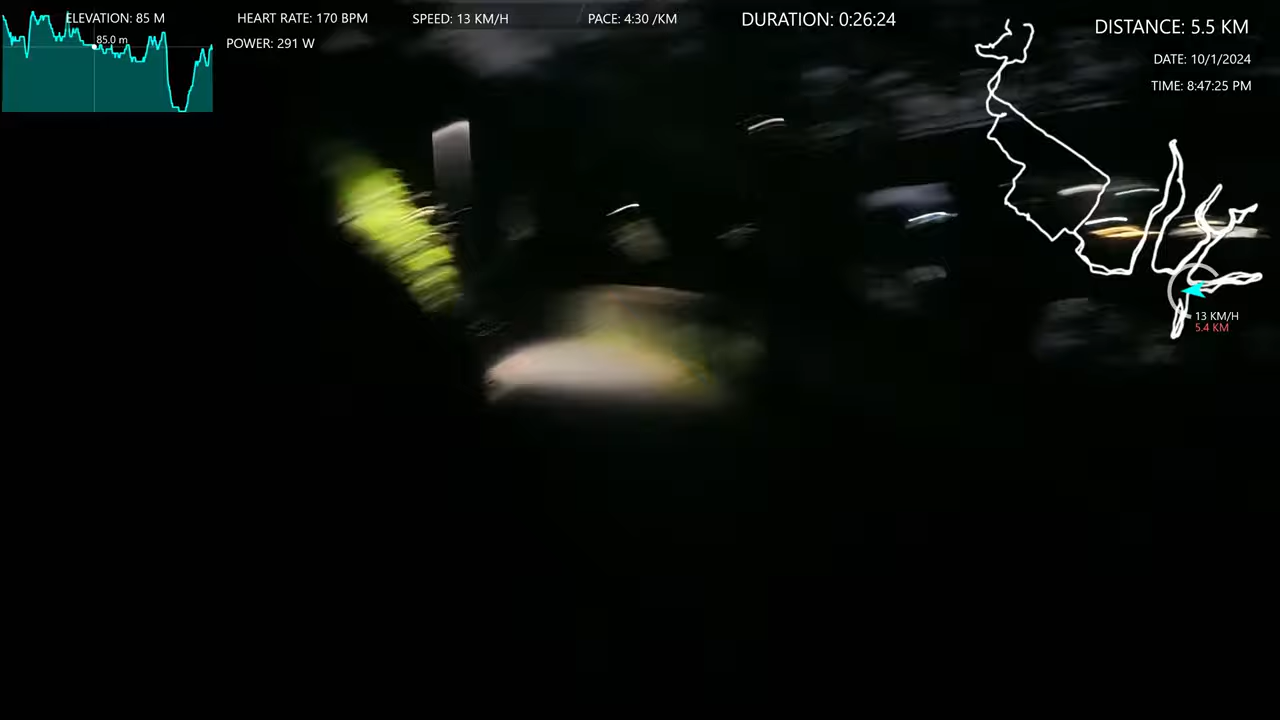 ELEVATION: 85 M
85.0 m
HEART RATE: 170 BPM
POWER: 291 W
SPEED: 13 KM/H
PACE: 4:30 /KM
DURATION: 0:26:24
DISTANCE: 5.5 KM
DATE: 10/1/2024
TIME: 8:47:25 PM
13 KM/H
5.4 KM